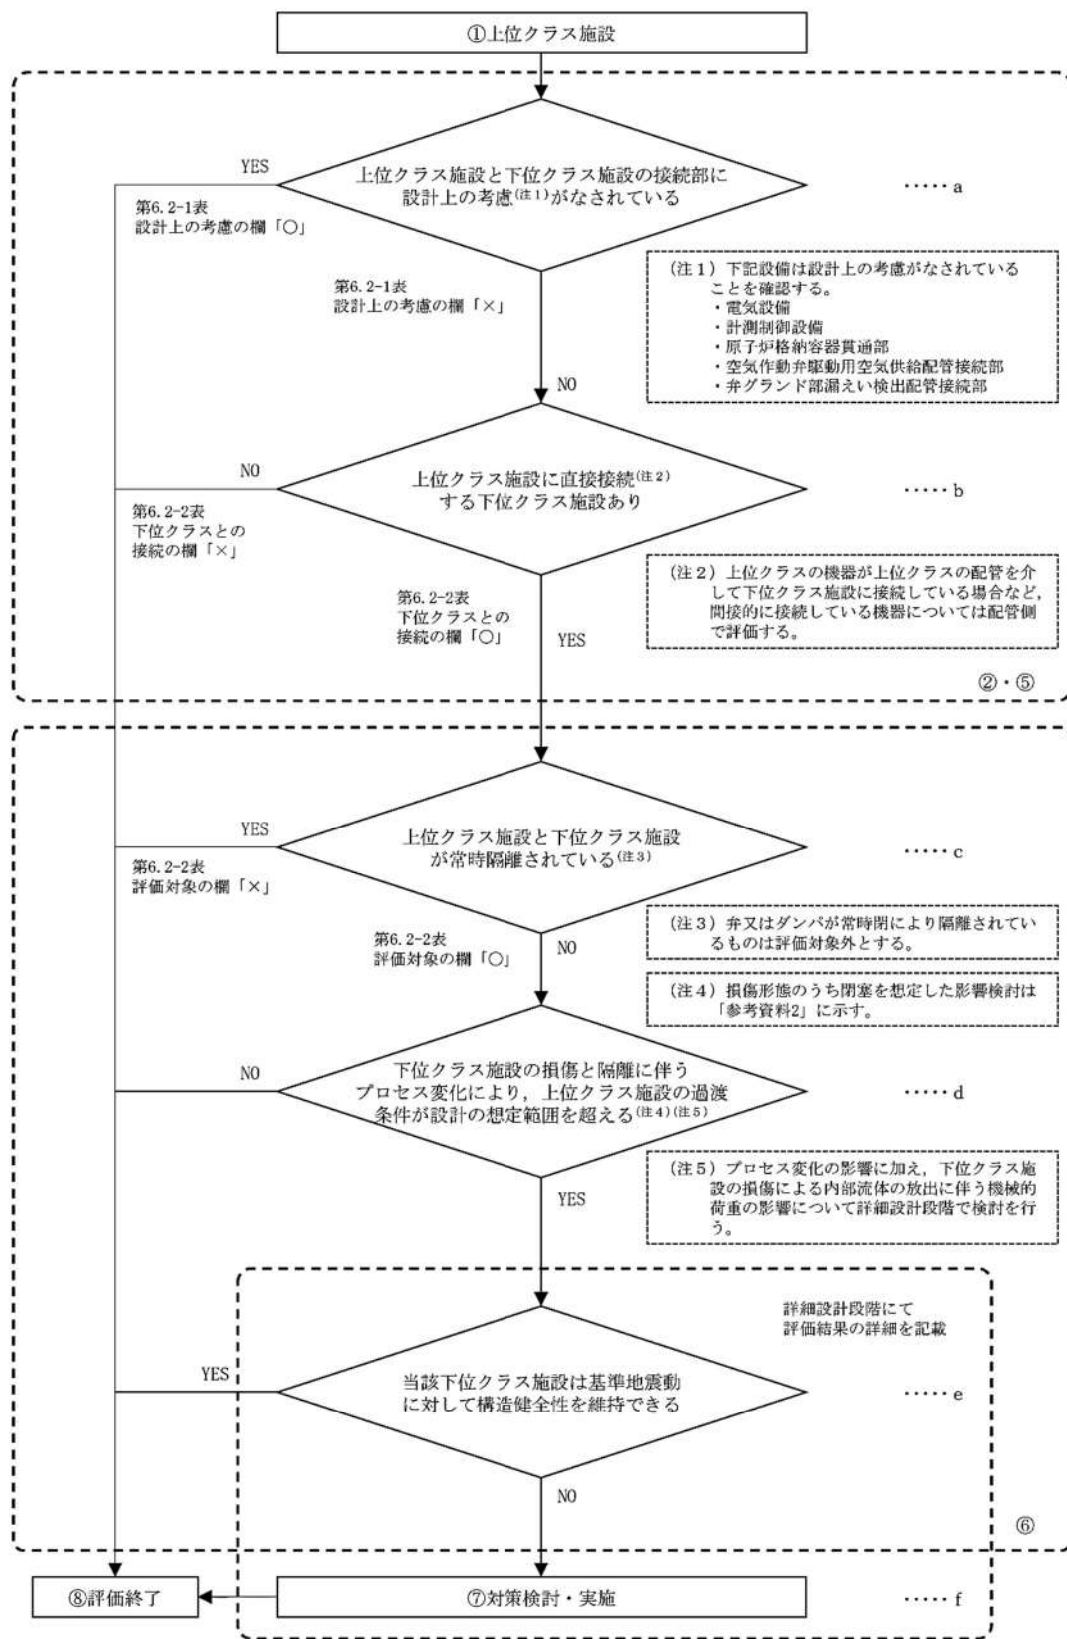 ①上位クラス施設
YES
上位クラス施設と下位クラス施設の接続部に
設計上の考慮(注1)がなされている
‥‥‥a
第6.2-1表
設計上の考慮の欄「○」
第6.2-1表
設計上の考慮の欄「×」
NO
(注1) 下記設備は設計上の考慮がなされている
ことを確認する。
・電気設備
・計測制御設備
・原子炉格納容器貫通部
・空気作動弁駆動用空気供給配管接続部
・弁グランド部漏えい検出配管接続部
NO
上位クラス施設に直接接続(注2)
する下位クラス施設あり
‥‥‥b
第6.2-2表
下位クラスとの
接続の欄「×」
第6.2-2表
下位クラスとの
接続の欄「○」
YES
(注2) 上位クラスの機器が上位クラスの配管を介
して下位クラス施設に接続している場合など,
間接的に接続している機器については配管側
で評価する。
②・⑤
YES
上位クラス施設と下位クラス施設
が常時隔離されている(注3)
‥‥‥c
第6.2-2表
評価対象の欄「×」
第6.2-2表
評価対象の欄「○」
NO
(注3) 弁又はダンパが常時閉により隔離されてい
るものは評価対象外とする。
(注4) 損傷形態のうち閉塞を想定した影響検討は
「参考資料2」に示す。
NO
下位クラス施設の損傷と隔離に伴う
プロセス変化により, 上位クラス施設の過渡
条件が設計の想定範囲を超える(注4)(注5)
‥‥‥d
YES
(注5) プロセス変化の影響に加え, 下位クラス施
設の損傷による内部流体の放出に伴う機械的
荷重の影響について詳細設計段階で検討を行
う。
詳細設計段階にて
評価結果の詳細を記載
YES
当該下位クラス施設は基準地震動
に対して構造健全性を維持できる
‥‥‥e
NO
⑥
⑧評価終了
⑦対策検討・実施
‥‥‥f